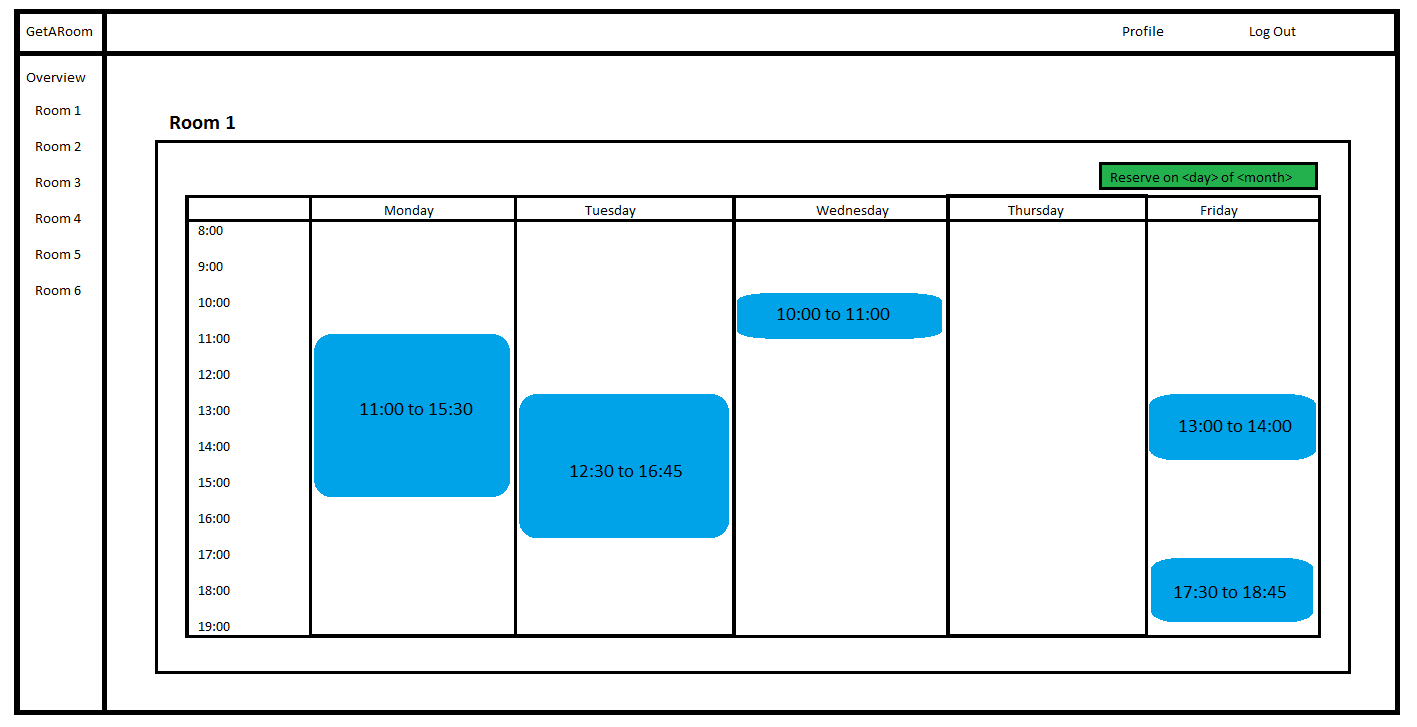 GetARoom
Profile
Log Out
Overview
Room 1
Room 2
Room 3
Room 4
Room 5
Room 6
Room 1
Reserve on <day> of <month>
Monday
Tuesday
Wednesday
Thursday
Friday
8:00
9:00
10:00
11:00
12:00
13:00
14:00
15:00
16:00
17:00
18:00
19:00
11:00 to 15:30
12:30 to 16:45
10:00 to 11:00
13:00 to 14:00
17:30 to 18:45